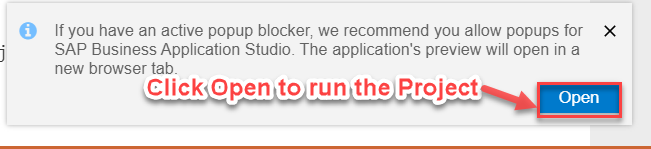 If you have an active popup blocker, we recommend you allow popups for
SAP Business Application Studio. The application's preview will open in a
new browser tab.
Click Open to run the Project
Open